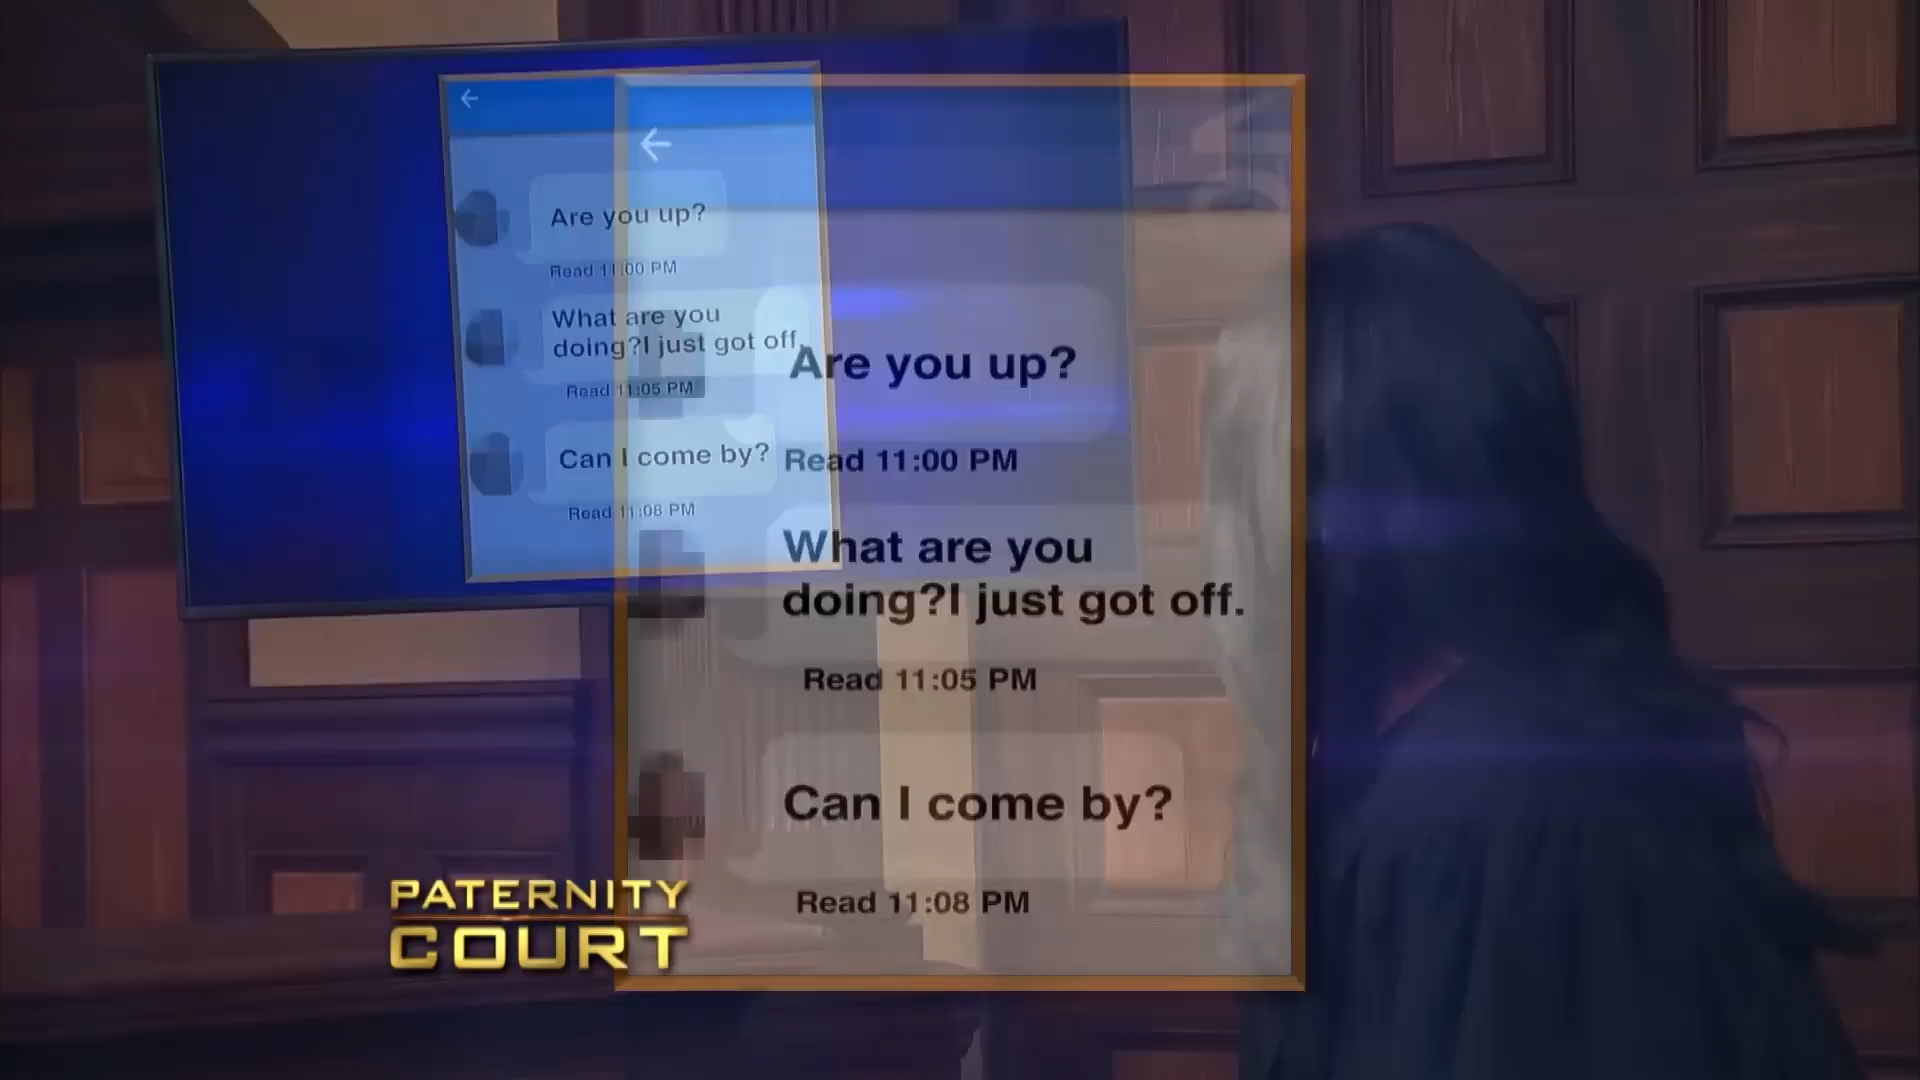 Are you up?
Read 11:00 PM
What are you
doing?I just got off.
Read 11:05 PM
Can I come by?
Read 11:08 PM
Are you up?
Read 11:00 PM
What are you
doing?I just got off.
Read 11:05 PM
Can I come by?
Read 11:08 PM
PATERNITY
COURT